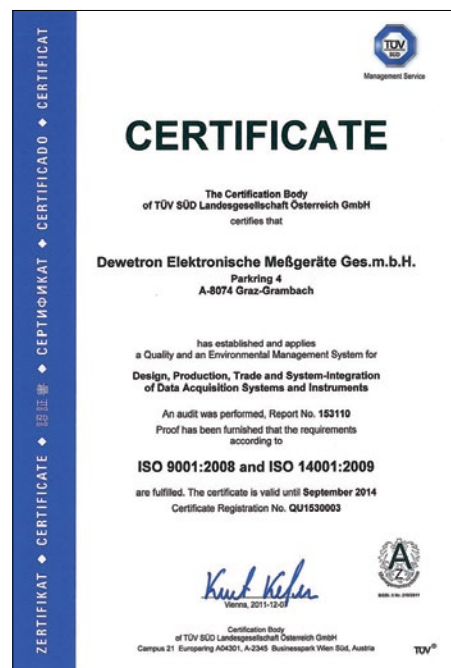 ZERTIFIKAT ◆ CERTIFICATE ◆ 認証書 ◆ СЕРТИФИКАТ ◆ CERTIFICADO ◆ CERTIFICAT
TÜV
SÜD
Management Service
CERTIFICATE
The Certification Body
of TÜV SÜD Landesgesellschaft Österreich GmbH
certifies that
Dewetron Elektronische Meßgeräte Ges.m.b.H.
Parkring 4
A-8074 Graz-Grambach
has established and applies
a Quality and an Environmental Management System for
Design, Production, Trade and System-Integration
of Data Acquisition Systems and Instruments
An audit was performed, Report No. 153110
Proof has been furnished that the requirements
according to
ISO 9001:2008 and ISO 14001:2009
are fulfilled. The certificate is valid until September 2014
Certificate Registration No. QU1530003
Vienna, 2011-12-07
A
Z
Certification Body
of TÜV SÜD Landesgesellschaft Österreich GmbH
Campus 21 Europaring A04301, A-2345 Businesspark Wien Süd, Austria
TÜV®